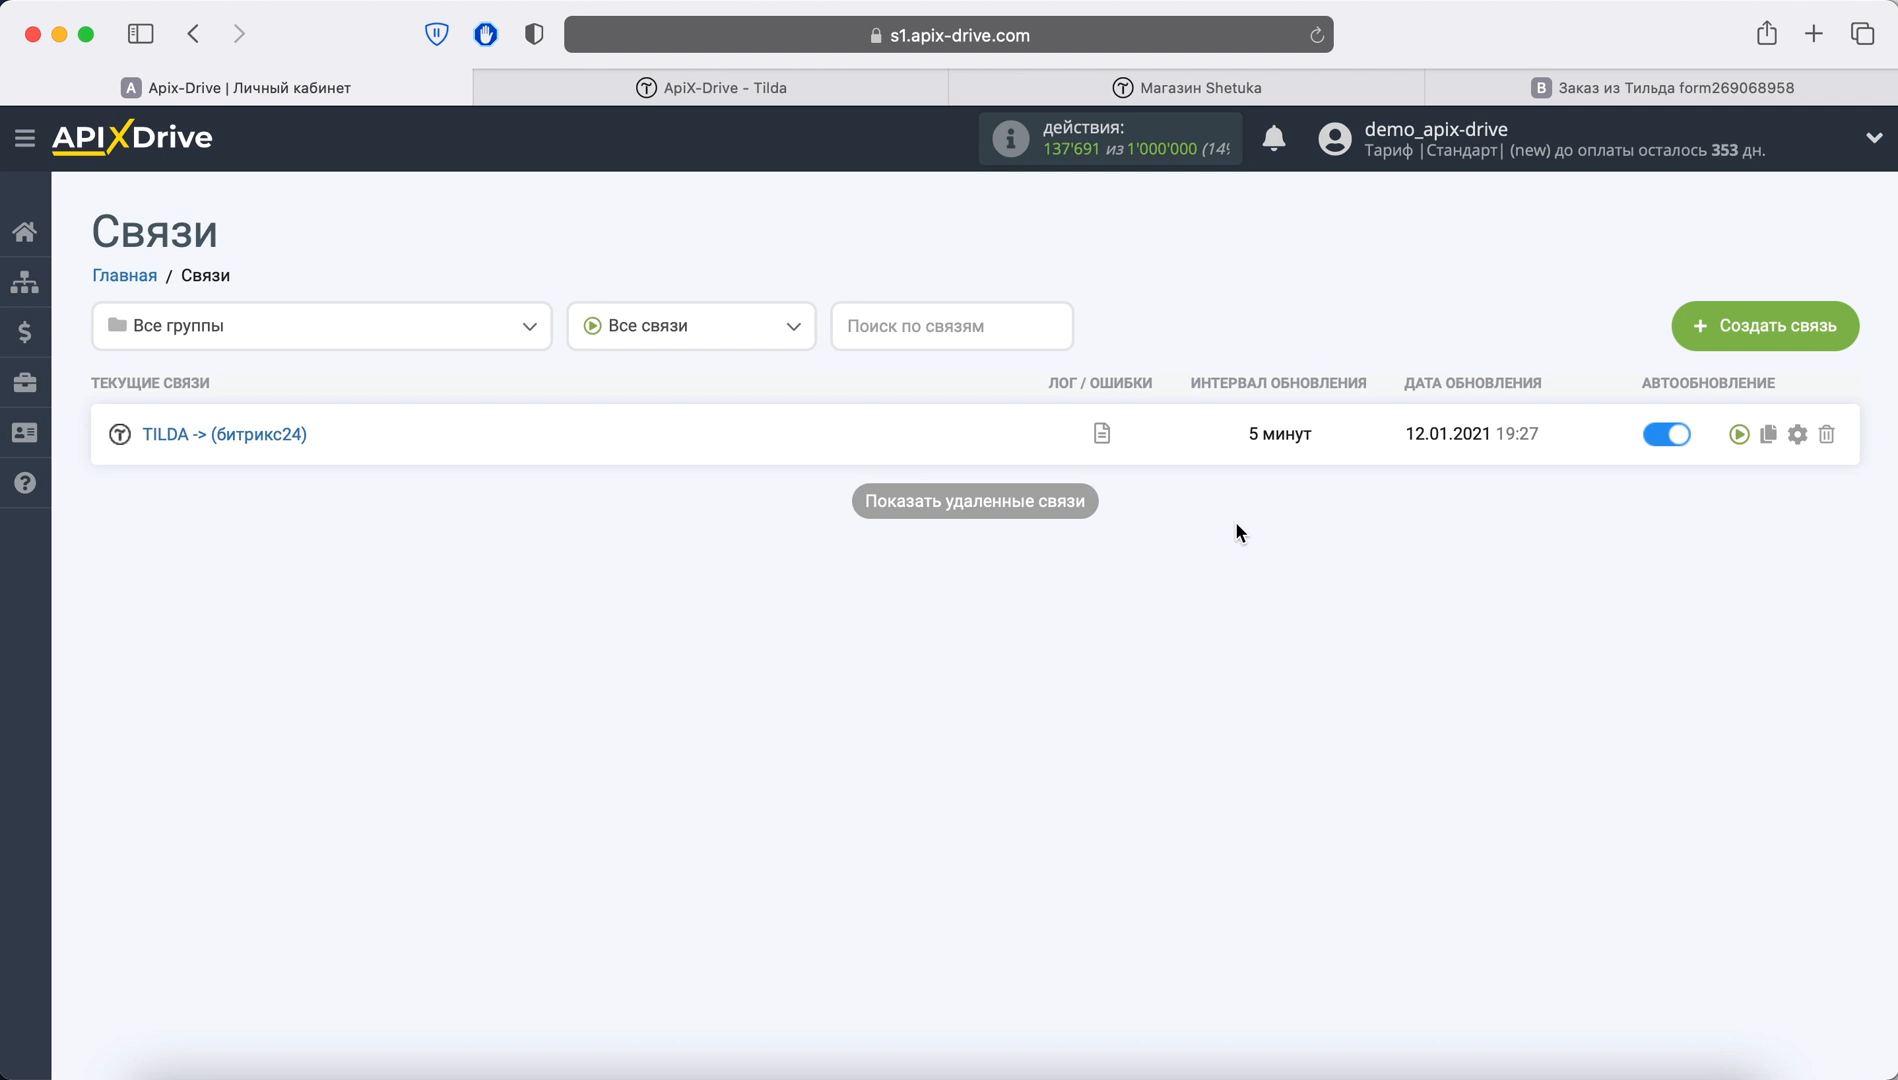 s1.apix-drive.com
A Apix-Drive | Личный кабинет
ApiX-Drive - Tilda
Магазин Shetuka
B Заказ из Тильда form269068958
APIXDrive
действия:
137'691 из 1'000'000 (14%
demo_apix-drive
Тариф |Стандарт| (new) до оплаты осталось 353 дн.
Связи
Главная / Связи
Все группы
Все связи
Поиск по связям
+ Создать связь
ТЕКУЩИЕ СВЯЗИ
ЛОГ / ОШИБКИ
ИНТЕРВАЛ ОБНОВЛЕНИЯ
ДАТА ОБНОВЛЕНИЯ
АВТООБНОВЛЕНИЕ
TILDA -> (битрикс24)
5 минут
12.01.2021 19:27
Показать удаленные связи